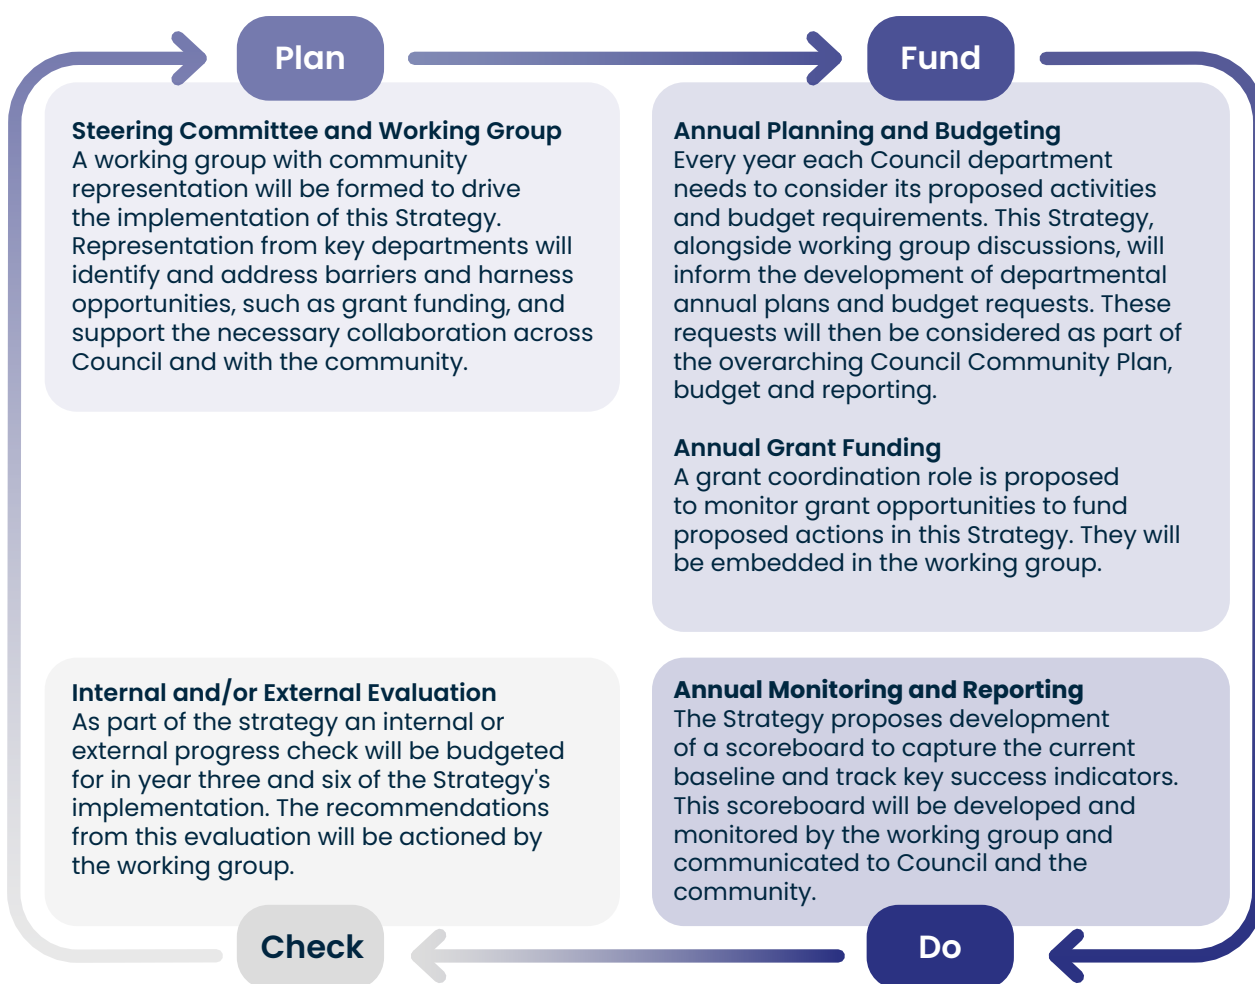 Plan
Steering Committee and Working Group
A working group with community
representation will be formed to drive
the implementation of this Strategy.
Representation from key departments will
identify and address barriers and harness
opportunities, such as grant funding, and
support the necessary collaboration across
Council and with the community.
Fund
Annual Planning and Budgeting
Every year each Council department
needs to consider its proposed activities
and budget requirements. This Strategy,
alongside working group discussions, will
inform the development of departmental
annual plans and budget requests. These
requests will then be considered as part of
the overarching Council Community Plan,
budget and reporting.
Annual Grant Funding
A grant coordination role is proposed
to monitor grant opportunities to fund
proposed actions in this Strategy. They will
be embedded in the working group.
Annual Monitoring and Reporting
The Strategy proposes development
of a scoreboard to capture the current
baseline and track key success indicators.
This scoreboard will be developed and
monitored by the working group and
communicated to Council and the
community.
Do
Internal and/or External Evaluation
As part of the strategy an internal or
external progress check will be budgeted
for in year three and six of the Strategy's
implementation. The recommendations
from this evaluation will be actioned by
the working group.
Check